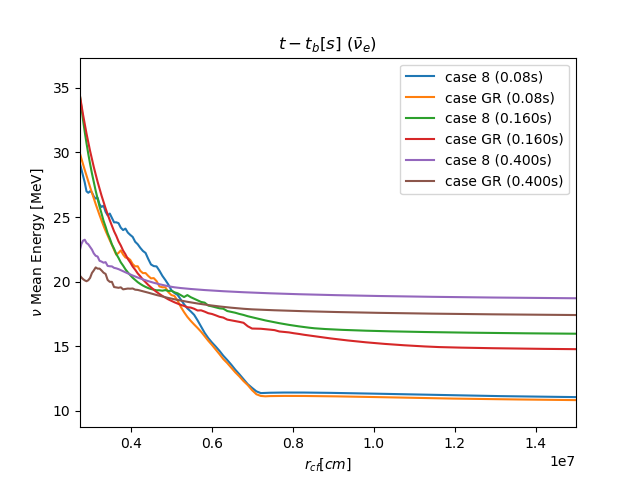 t − t_b[s] (ν̄_e)
case 8 (0.08s)
case GR (0.08s)
case 8 (0.160s)
case GR (0.160s)
case 8 (0.400s)
case GR (0.400s)
ν Mean Energy [MeV]
35
30
25
20
15
10
0.4 0.6 0.8 1.0 1.2 1.4
1e7
r_cf[cm]